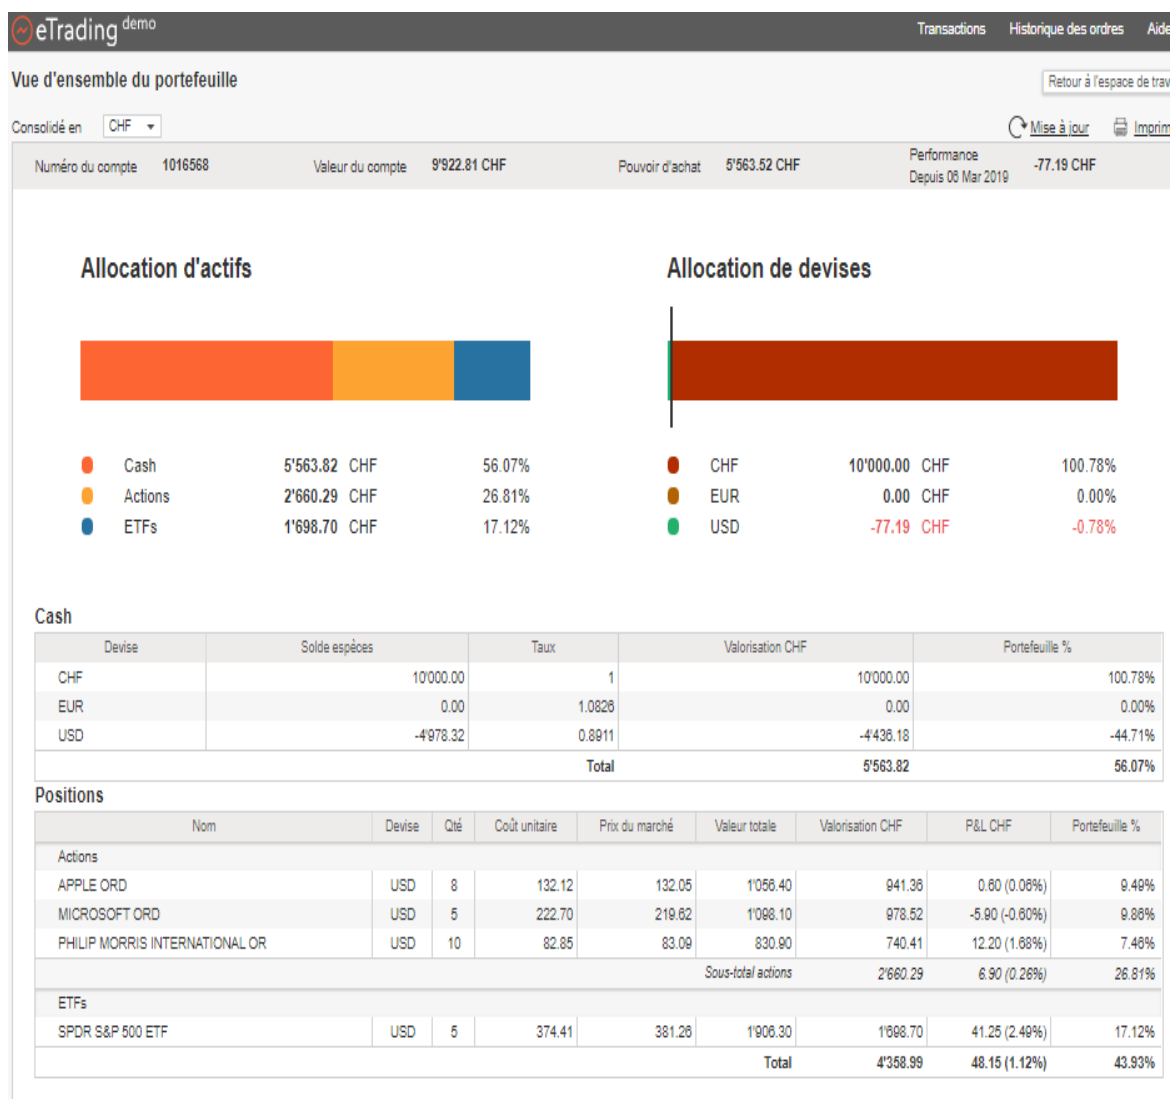 eTrading demo Transactions Historique des ordres Aide
Vue d'ensemble du portefeuille Retour à l'espace de trav
Consolidé en CHF Mise à jour Imprim
Numéro du compte 1016568 Valeur du compte 9'922.81 CHF Pouvoir d'achat 5'563.52 CHF Performance -77.19 CHF
Depuis 06 Mar 2019
Allocation d'actifs Allocation de devises
Cash 5'563.82 CHF 56.07% CHF 10'000.00 CHF 100.78%
Actions 2'660.29 CHF 26.81% EUR 0.00 CHF 0.00%
ETFs 1'698.70 CHF 17.12% USD -77.19 CHF -0.78%
Cash
Devise Solde espèces Taux Valorisation CHF Portefeuille %
CHF 10'000.00 1 10'000.00 100.78%
EUR 0.00 1.0826 0.00 0.00%
USD -4'978.32 0.8911 -4'436.18 -44.71%
Total 5'563.82 56.07%
Positions
Nom Devise Qté Coût unitaire Prix du marché Valeur totale Valorisation CHF P&L CHF Portefeuille %
Actions
APPLE ORD USD 8 132.12 132.05 1'056.40 941.36 0.60 (0.06%) 9.49%
MICROSOFT ORD USD 5 222.70 219.62 1'098.10 978.52 -5.90 (-0.60%) 9.86%
PHILIP MORRIS INTERNATIONAL OR USD 10 82.85 83.09 830.90 740.41 12.20 (1.68%) 7.46%
Sous-total actions 2'660.29 6.90 (0.26%) 26.81%
ETFs
SPDR S&P 500 ETF USD 5 374.41 381.26 1'906.30 1'698.70 41.25 (2.49%) 17.12%
Total 4'358.99 48.15 (1.12%) 43.93%